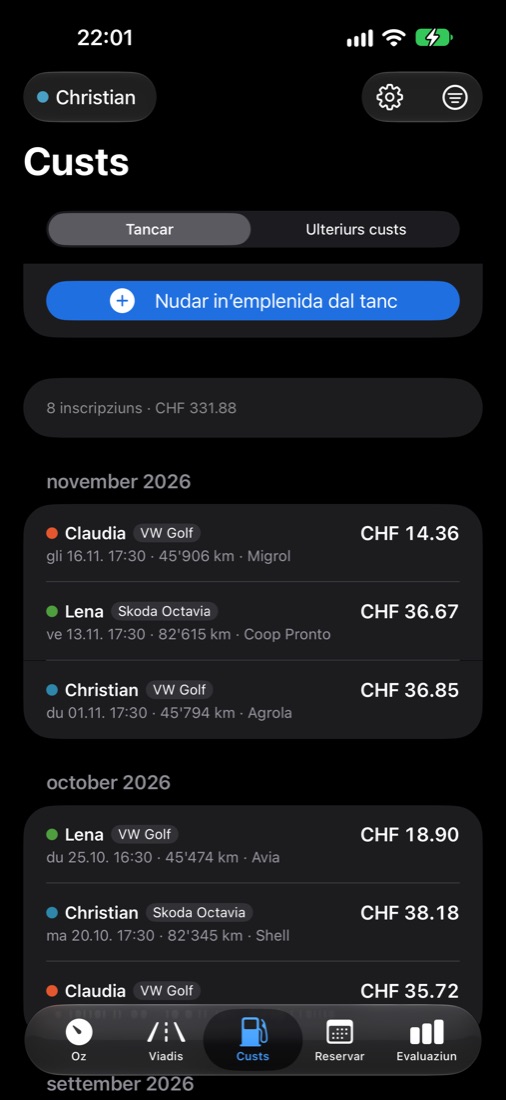 22:01
Christian
Custs
Tancar
Ulteriurs custs
Nudar in'emplenida dal tanc
8 inscripziuns · CHF 331.88
november 2026
Claudia VW Golf CHF 14.36
gli 16.11. 17:30 · 45'906 km · Migrol
Lena Skoda Octavia CHF 36.67
ve 13.11. 17:30 · 82'615 km · Coop Pronto
Christian VW Golf CHF 36.85
du 01.11. 17:30 · 45'794 km · Agrola
october 2026
Lena VW Golf CHF 18.90
du 25.10. 16:30 · 45'474 km · Avia
Christian Skoda Octavia CHF 38.18
ma 20.10. 17:30 · 82'345 km · Shell
Claudia VW Golf CHF 35.72
Oz
Viadis
Custs
Reservar
Evaluaziun
settember 2026